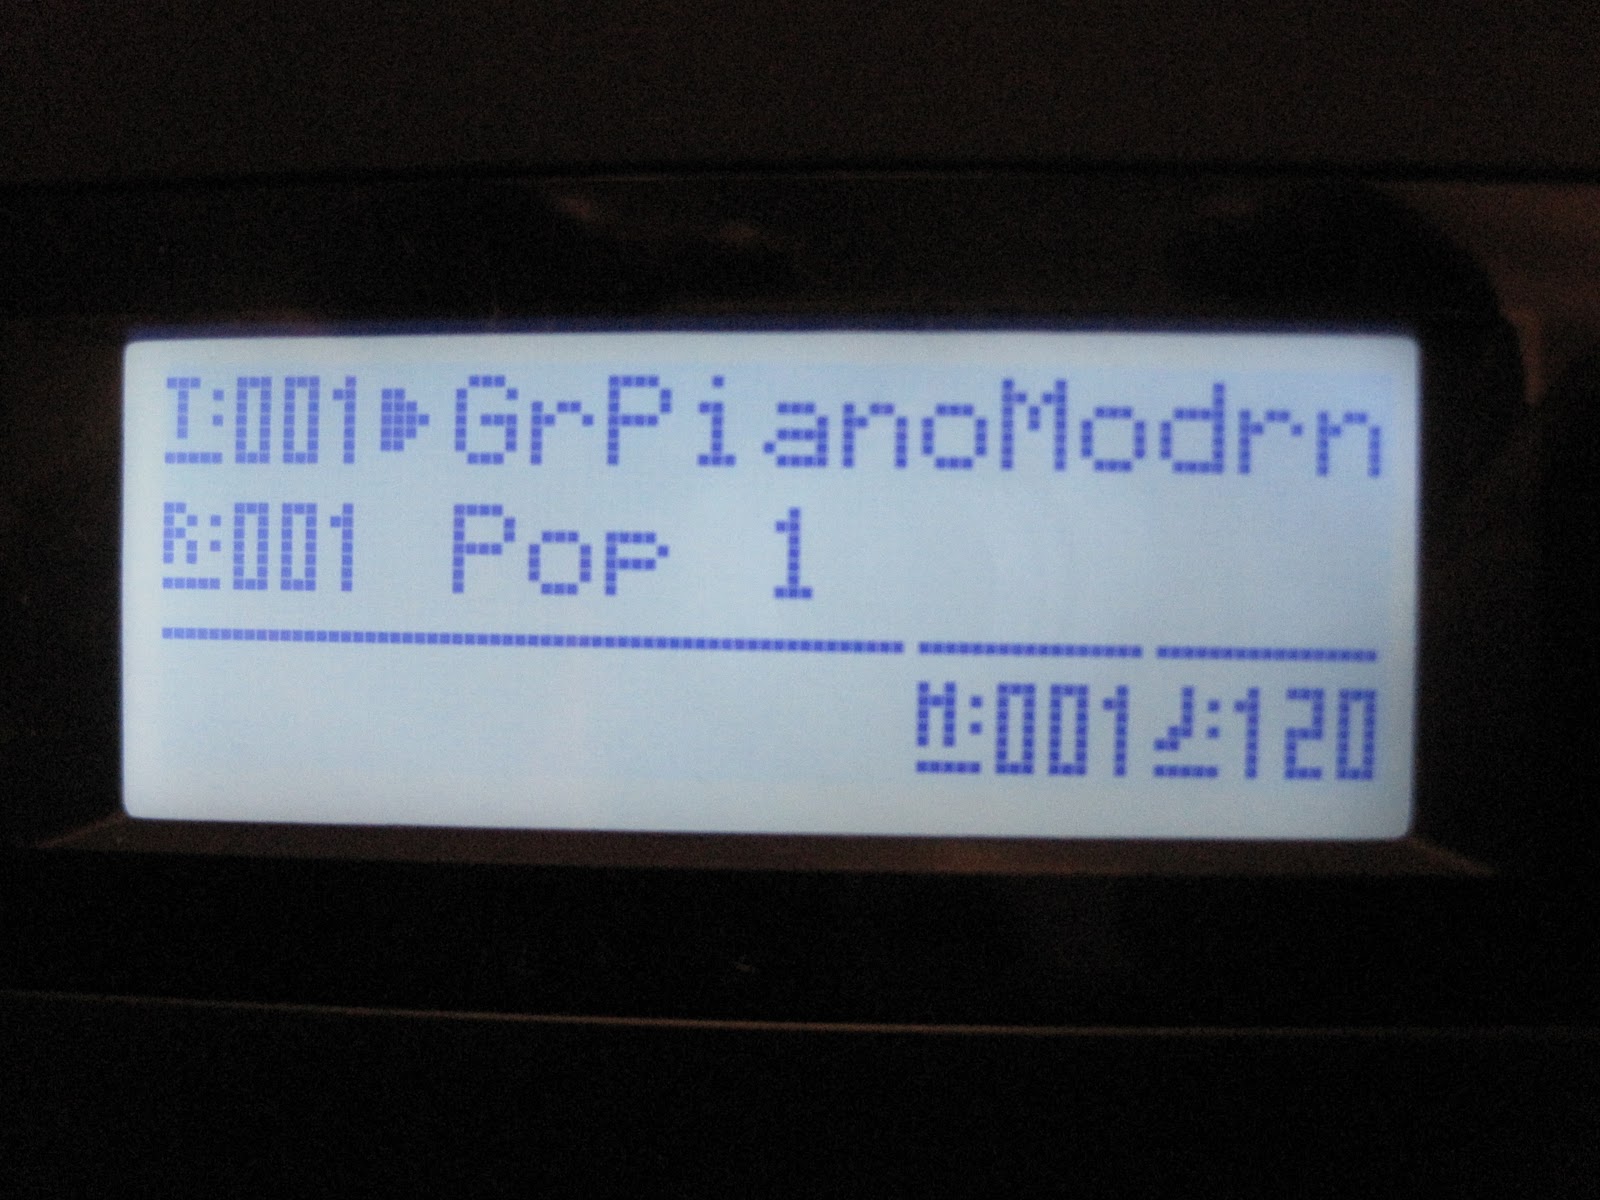 T:001▶GrPianoModrn
R:001 Pop 1
M:001 ♪:120